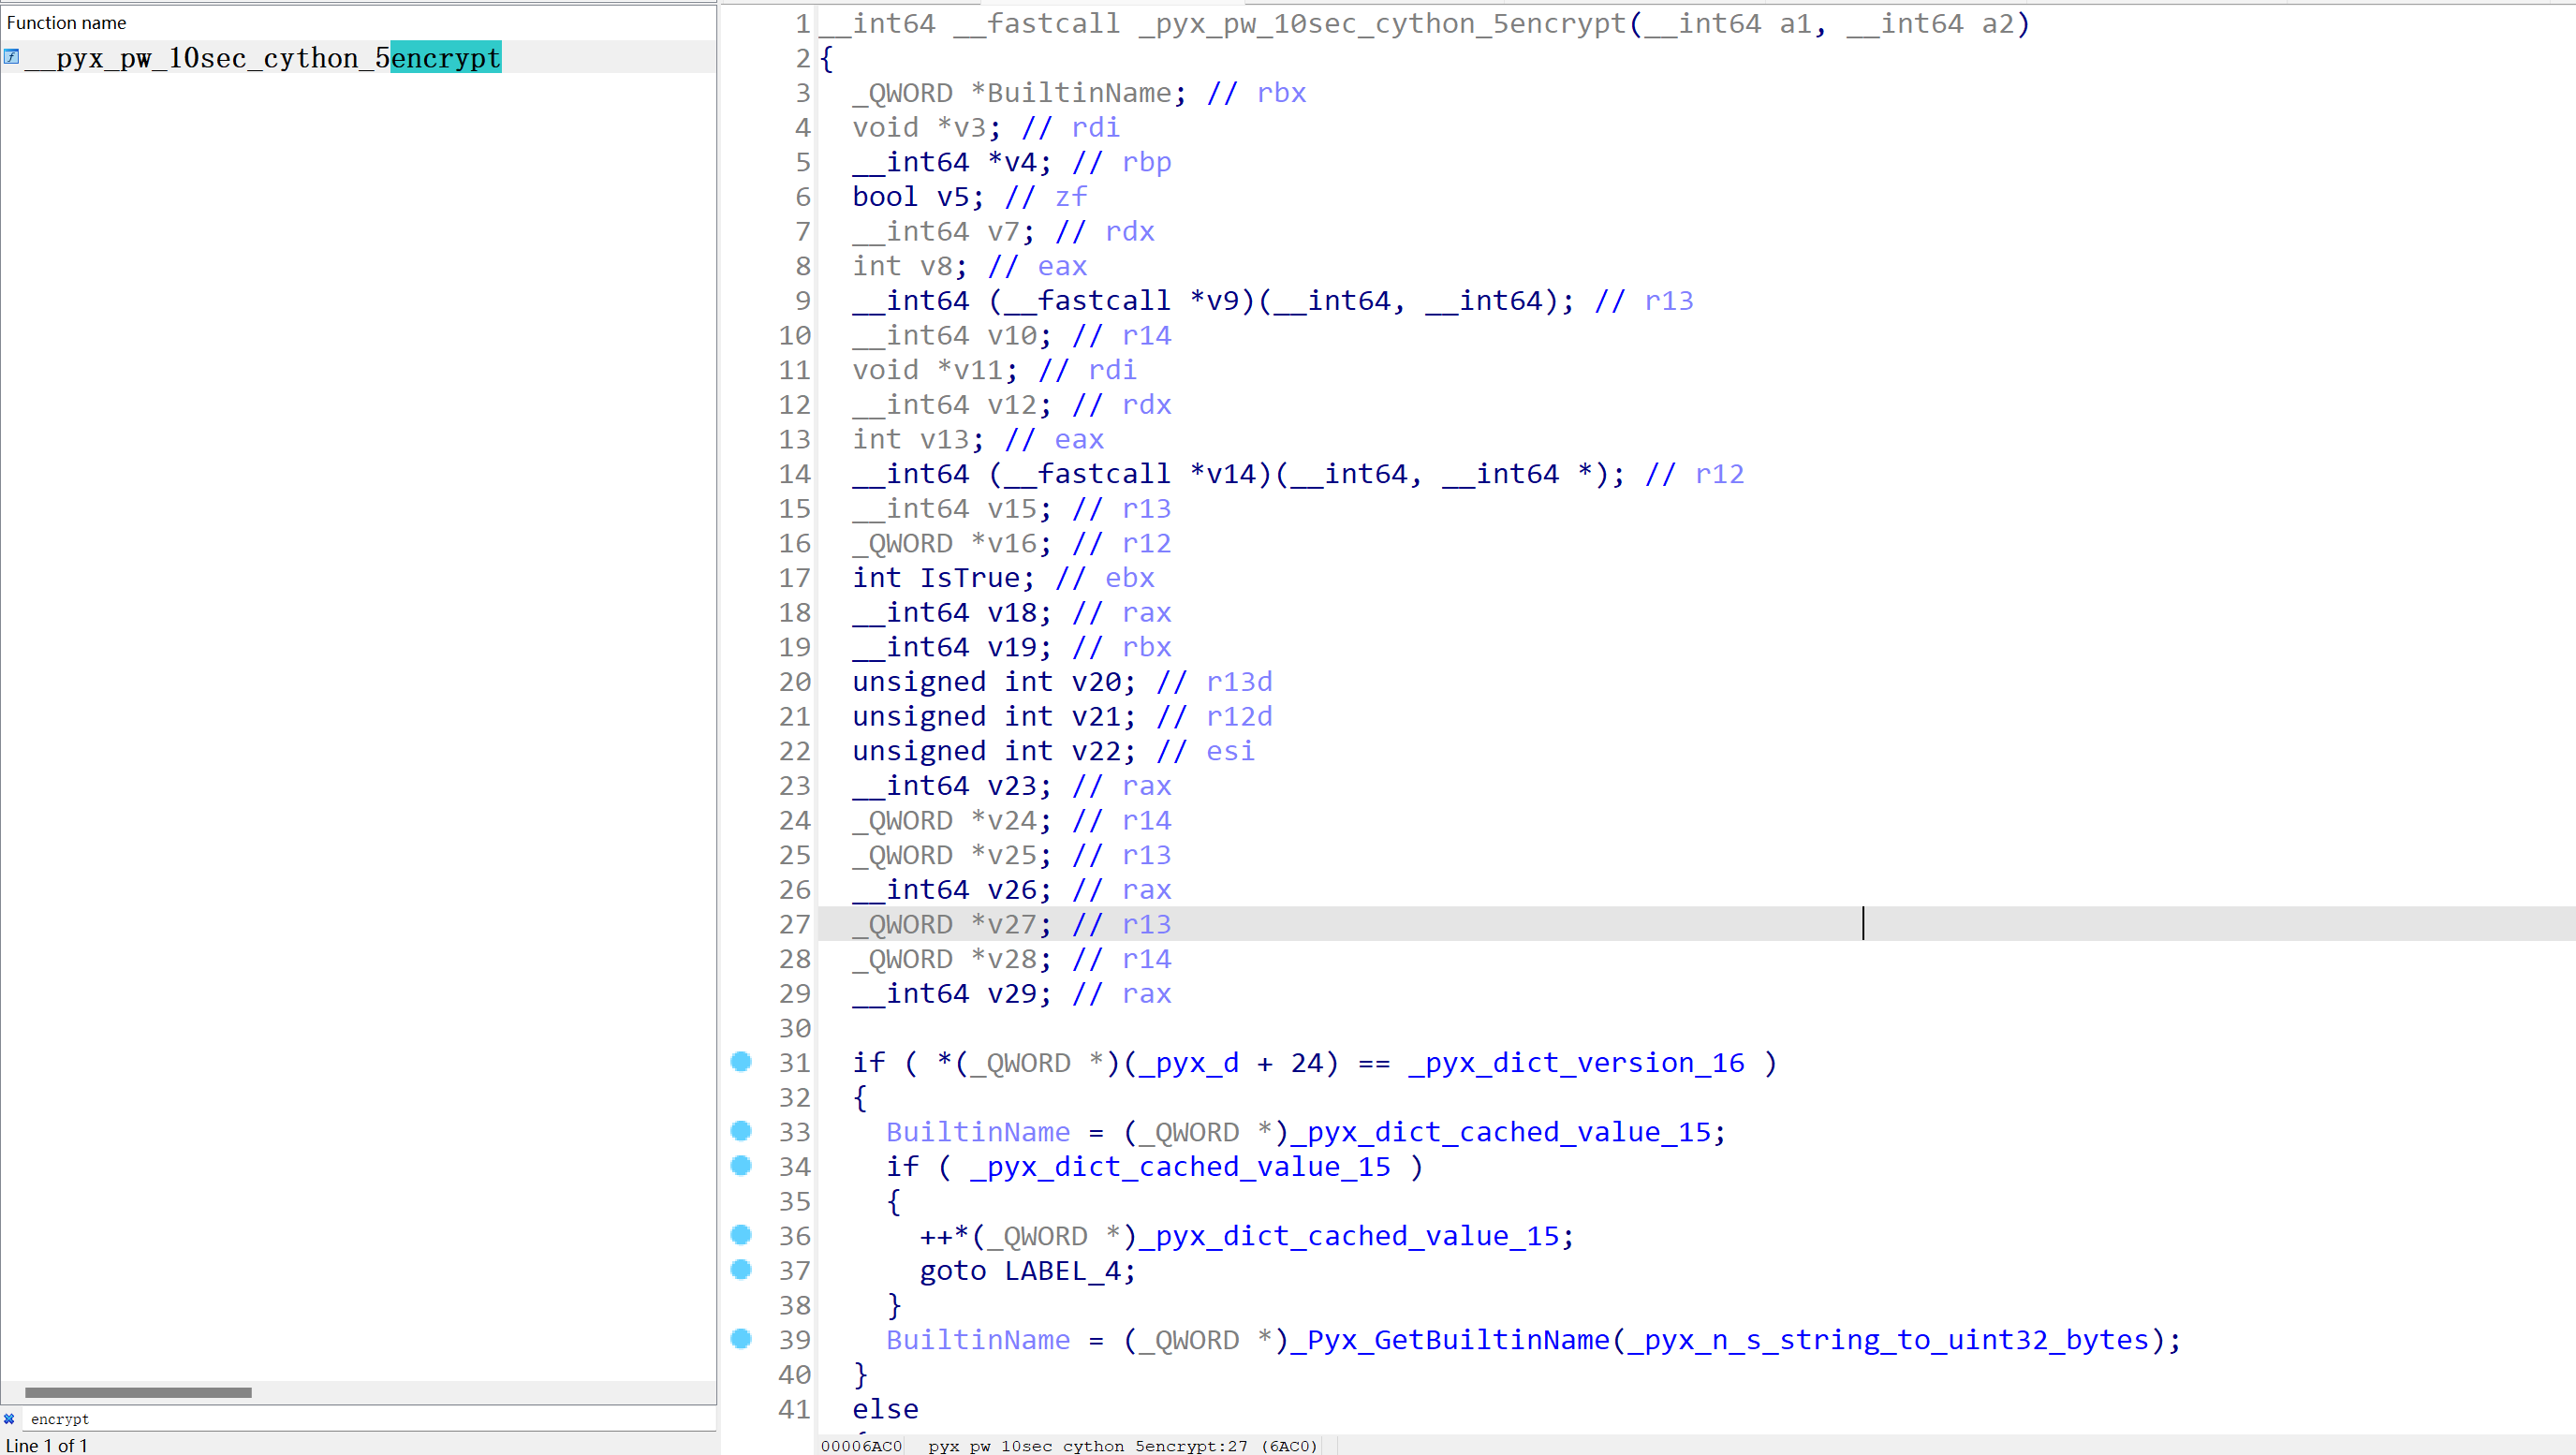 Function name
__pyx_pw_10sec_cython_5encrypt
encrypt
Line 1 of 1
1 __int64 __fastcall _pyx_pw_10sec_cython_5encrypt(__int64 a1, __int64 a2)
2 {
3 _QWORD *BuiltinName; // rbx
4 void *v3; // rdi
5 __int64 *v4; // rbp
6 bool v5; // zf
7 __int64 v7; // rdx
8 int v8; // eax
9 __int64 (__fastcall *v9)(__int64, __int64); // r13
10 __int64 v10; // r14
11 void *v11; // rdi
12 __int64 v12; // rdx
13 int v13; // eax
14 __int64 (__fastcall *v14)(__int64, __int64 *); // r12
15 __int64 v15; // r13
16 _QWORD *v16; // r12
17 int IsTrue; // ebx
18 __int64 v18; // rax
19 __int64 v19; // rbx
20 unsigned int v20; // r13d
21 unsigned int v21; // r12d
22 unsigned int v22; // esi
23 __int64 v23; // rax
24 _QWORD *v24; // r14
25 _QWORD *v25; // r13
26 __int64 v26; // rax
27 _QWORD *v27; // r13
28 _QWORD *v28; // r14
29 __int64 v29; // rax
30
31 if ( *(_QWORD *)(_pyx_d + 24) == _pyx_dict_version_16 )
32 {
33 BuiltinName = (_QWORD *)_pyx_dict_cached_value_15;
34 if ( _pyx_dict_cached_value_15 )
35 {
36 ++*(_QWORD *)_pyx_dict_cached_value_15;
37 goto LABEL_4;
38 }
39 BuiltinName = (_QWORD *)_Pyx_GetBuiltinName(_pyx_n_s_string_to_uint32_bytes);
40 }
41 else
00006AC0 pyx pw 10sec cython 5encrypt:27 (6AC0)